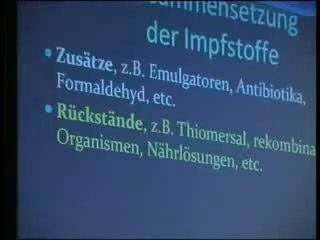 ammensetzung
der Impfstoffe
• Zusätze, z.B. Emulgatoren, Antibiotika,
Formaldehyd, etc.
• Rückstände, z.B. Thiomersal, rekombina
Organismen, Nährlösungen, etc.